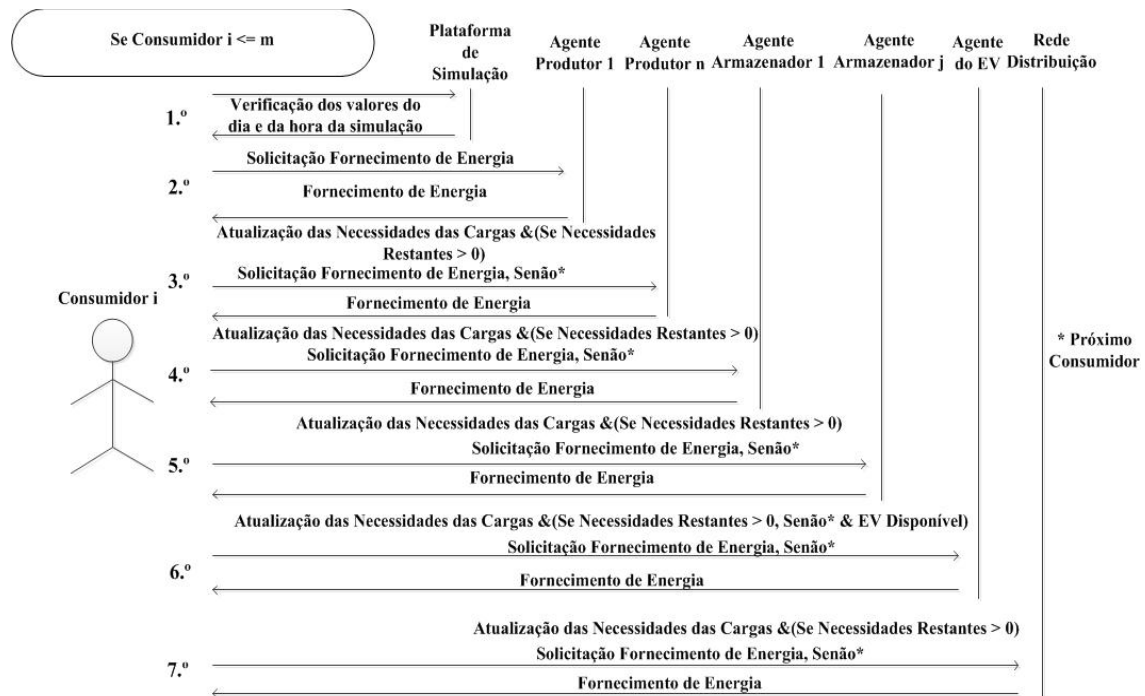 Se Consumidor i <= m
Plataforma
de
Simulação
Agente
Produtor 1
Agente
Produtor n
Agente
Armazenador 1
Agente
Armazenador j
Agente
do EV
Rede
Distribuição
1.º
Verificação dos valores do
dia e da hora da simulação
Solicitação Fornecimento de Energia
2.º
Fornecimento de Energia
Atualização das Necessidades das Cargas &(Se Necessidades
Restantes > 0)
3.º
Solicitação Fornecimento de Energia, Senão*
Fornecimento de Energia
Consumidor i
Atualização das Necessidades das Cargas &(Se Necessidades Restantes > 0)
Solicitação Fornecimento de Energia, Senão*
4.º
Fornecimento de Energia
* Próximo
Consumidor
Atualização das Necessidades das Cargas &(Se Necessidades Restantes > 0)
Solicitação Fornecimento de Energia, Senão*
5.º
Fornecimento de Energia
Atualização das Necessidades das Cargas &(Se Necessidades Restantes > 0, Senão* & EV Disponível)
Solicitação Fornecimento de Energia, Senão*
6.º
Fornecimento de Energia
Atualização das Necessidades das Cargas &(Se Necessidades Restantes > 0)
Solicitação Fornecimento de Energia, Senão*
7.º
Fornecimento de Energia